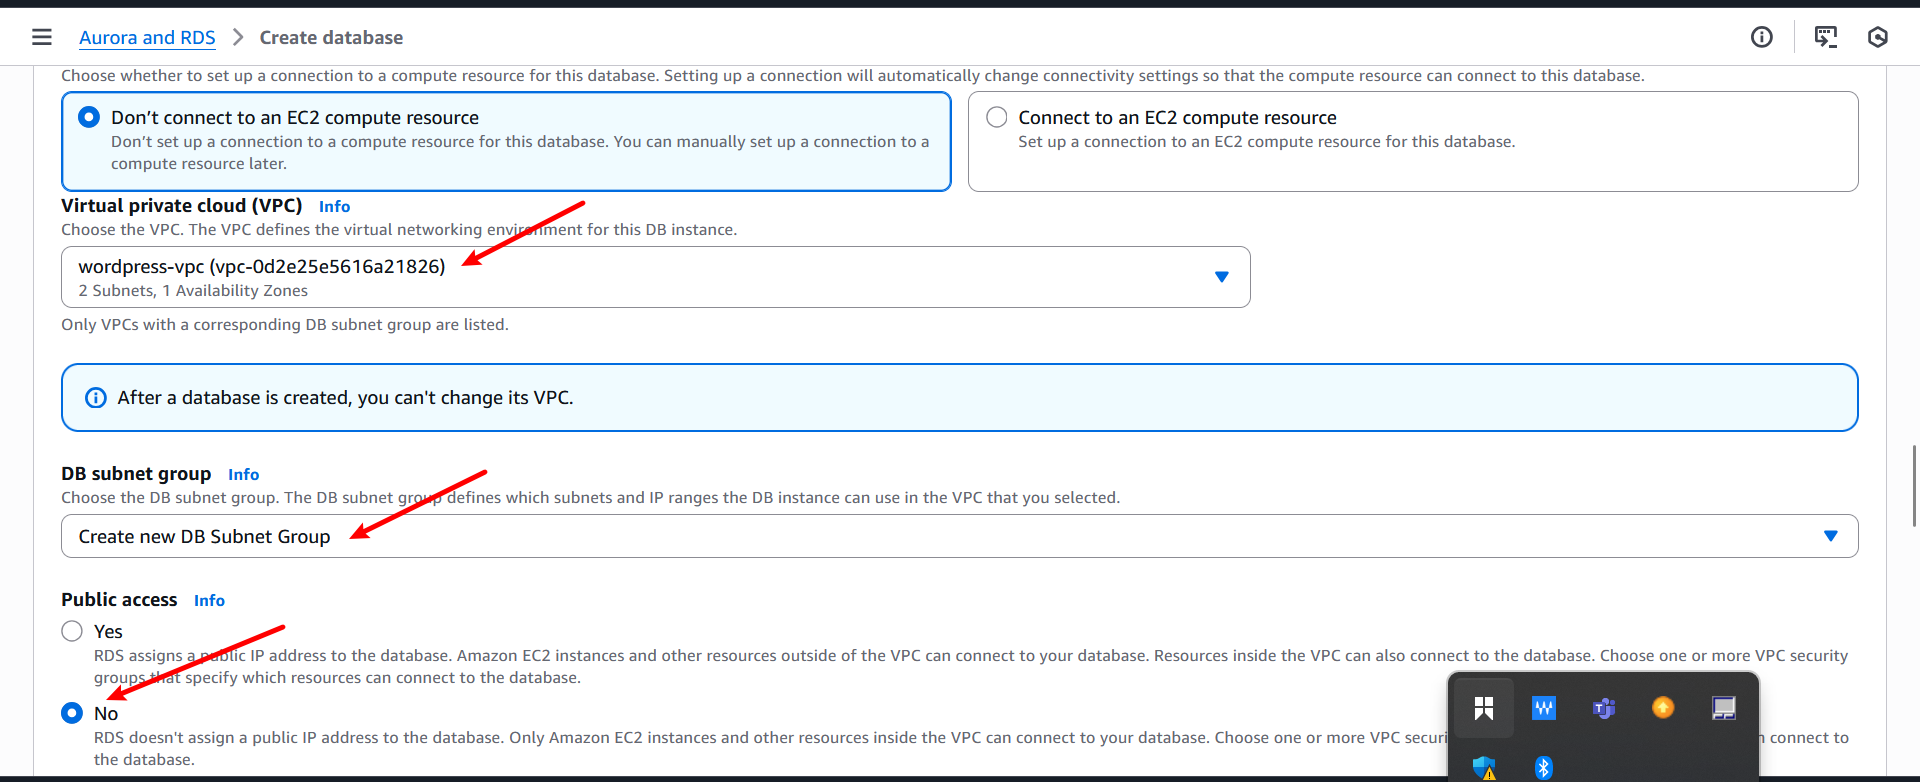 Aurora and RDS > Create database
Choose whether to set up a connection to a compute resource for this database. Setting up a connection will automatically change connectivity settings so that the compute resource can connect to this database.
Don’t connect to an EC2 compute resource
Don’t set up a connection to a compute resource for this database. You can manually set up a connection to a
compute resource later.
Connect to an EC2 compute resource
Set up a connection to an EC2 compute resource for this database.
Virtual private cloud (VPC) Info
Choose the VPC. The VPC defines the virtual networking environment for this DB instance.
wordpress-vpc (vpc-0d2e25e5616a21826)
2 Subnets, 1 Availability Zones
Only VPCs with a corresponding DB subnet group are listed.
After a database is created, you can't change its VPC.
DB subnet group Info
Choose the DB subnet group. The DB subnet group defines which subnets and IP ranges the DB instance can use in the VPC that you selected.
Create new DB Subnet Group
Public access Info
Yes
RDS assigns a public IP address to the database. Amazon EC2 instances and other resources outside of the VPC can connect to your database. Resources inside the VPC can also connect to the database. Choose one or more VPC security
groups that specify which resources can connect to the database.
No
RDS doesn't assign a public IP address to the database. Only Amazon EC2 instances and other resources inside the VPC can connect to your database. Choose one or more VPC connect to
the database.